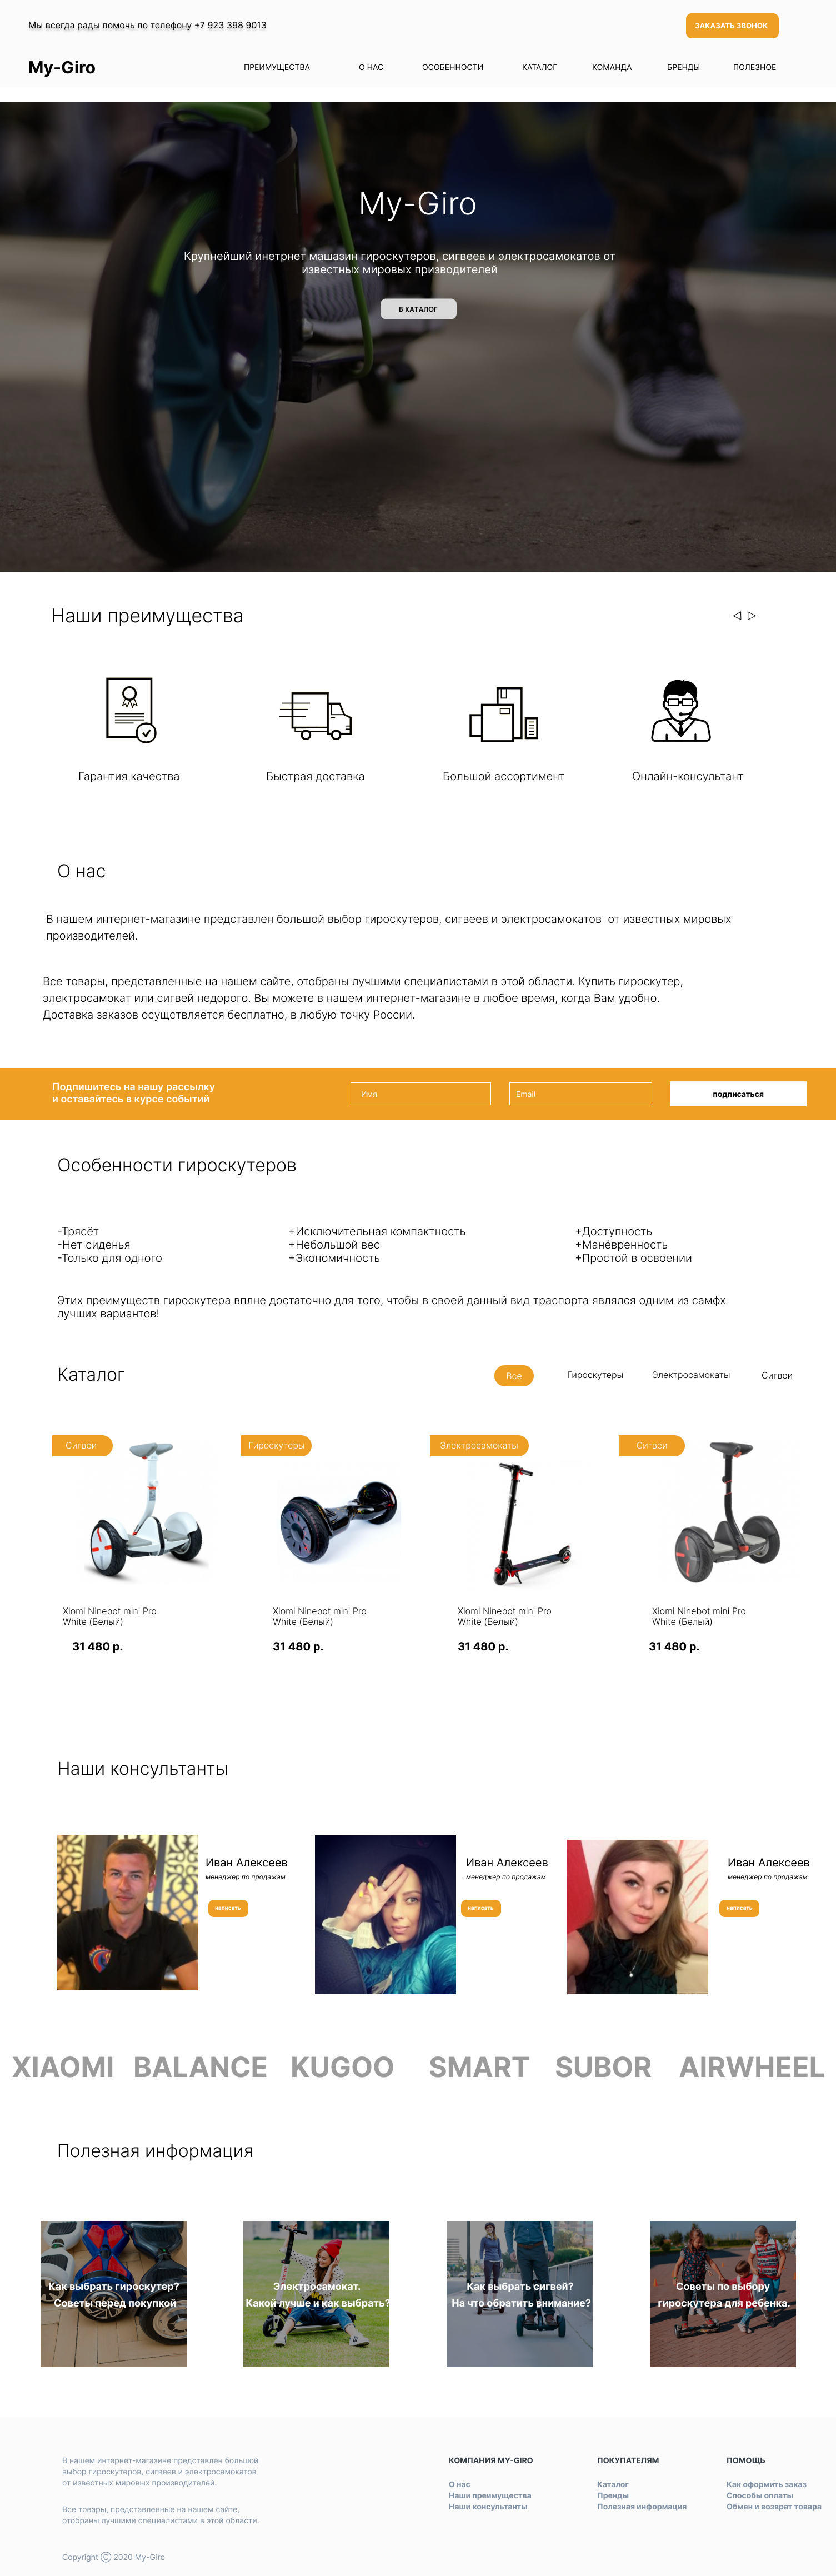 Мы всегда рады помочь по телефону +7 923 398 9013
ЗАКАЗАТЬ ЗВОНОК
My-Giro
ПРЕИМУЩЕСТВА
О НАС
ОСОБЕННОСТИ
КАТАЛОГ
КОМАНДА
БРЕНДЫ
ПОЛЕЗНОЕ
My-Giro
Крупнейший инетрнет машазин гироскутеров, сигвеев и электросамокатов от
известных мировых призводителей
В КАТАЛОГ
Наши преимущества
Гарантия качества
Быстрая доставка
Большой ассортимент
Онлайн-консультант
О нас
В нашем интернет-магазине представлен большой выбор гироскутеров, сигвеев и электросамокатов от известных мировых
производителей.
Все товары, представленные на нашем сайте, отобраны лучшими специалистами в этой области. Купить гироскутер,
электросамокат или сигвей недорого. Вы можете в нашем интернет-магазине в любое время, когда Вам удобно.
Доставка заказов осущствляется бесплатно, в любую точку России.
Подпишитесь на нашу рассылку
и оставайтесь в курсе событий
Имя
Email
подписаться
Особенности гироскутеров
-Трясёт
-Нет сиденья
-Только для одного
+Исключительная компактность
+Небольшой вес
+Экономичность
+Доступность
+Манёвренность
+Простой в освоении
Этих преимуществ гироскутера вплне достаточно для того, чтобы в своей данный вид траспорта являлся одним из самфх
лучших вариантов!
Каталог
Все
Гироскутеры
Электросамокаты
Сигвеи
Сигвеи
Гироскутеры
Электросамокаты
Сигвеи
Xiomi Ninebot mini Pro
White (Белый)
31 480 р.
Xiomi Ninebot mini Pro
White (Белый)
31 480 р.
Xiomi Ninebot mini Pro
White (Белый)
31 480 р.
Xiomi Ninebot mini Pro
White (Белый)
31 480 р.
Наши консультанты
Иван Алексеев
менеджер по продажам
написать
Иван Алексеев
менеджер по продажам
написать
Иван Алексеев
менеджер по продажам
написать
XIAOMI
BALANCE
KUGOO
SMART
SUBOR
AIRWHEEL
Полезная информация
Как выбрать гироскутер?
Советы перед покупкой
Электросамокат.
Какой лучше и как выбрать?
Как выбрать сигвей?
На что обратить внимание?
Советы по выбору
гироскутера для ребенка.
В нашем интернет-магазине представлен большой
выбор гироскутеров, сигвеев и электросамокатов
от известных мировых производителей.
Все товары, представленные на нашем сайте,
отобраны лучшими специалистами в этой области.
Copyright Ⓒ 2020 My-Giro
КОМПАНИЯ MY-GIRO
О нас
Наши преимущества
Наши консультанты
ПОКУПАТЕЛЯМ
Каталог
Пренды
Полезная информация
ПОМОЩЬ
Как оформить заказ
Способы оплаты
Обмен и возврат товара